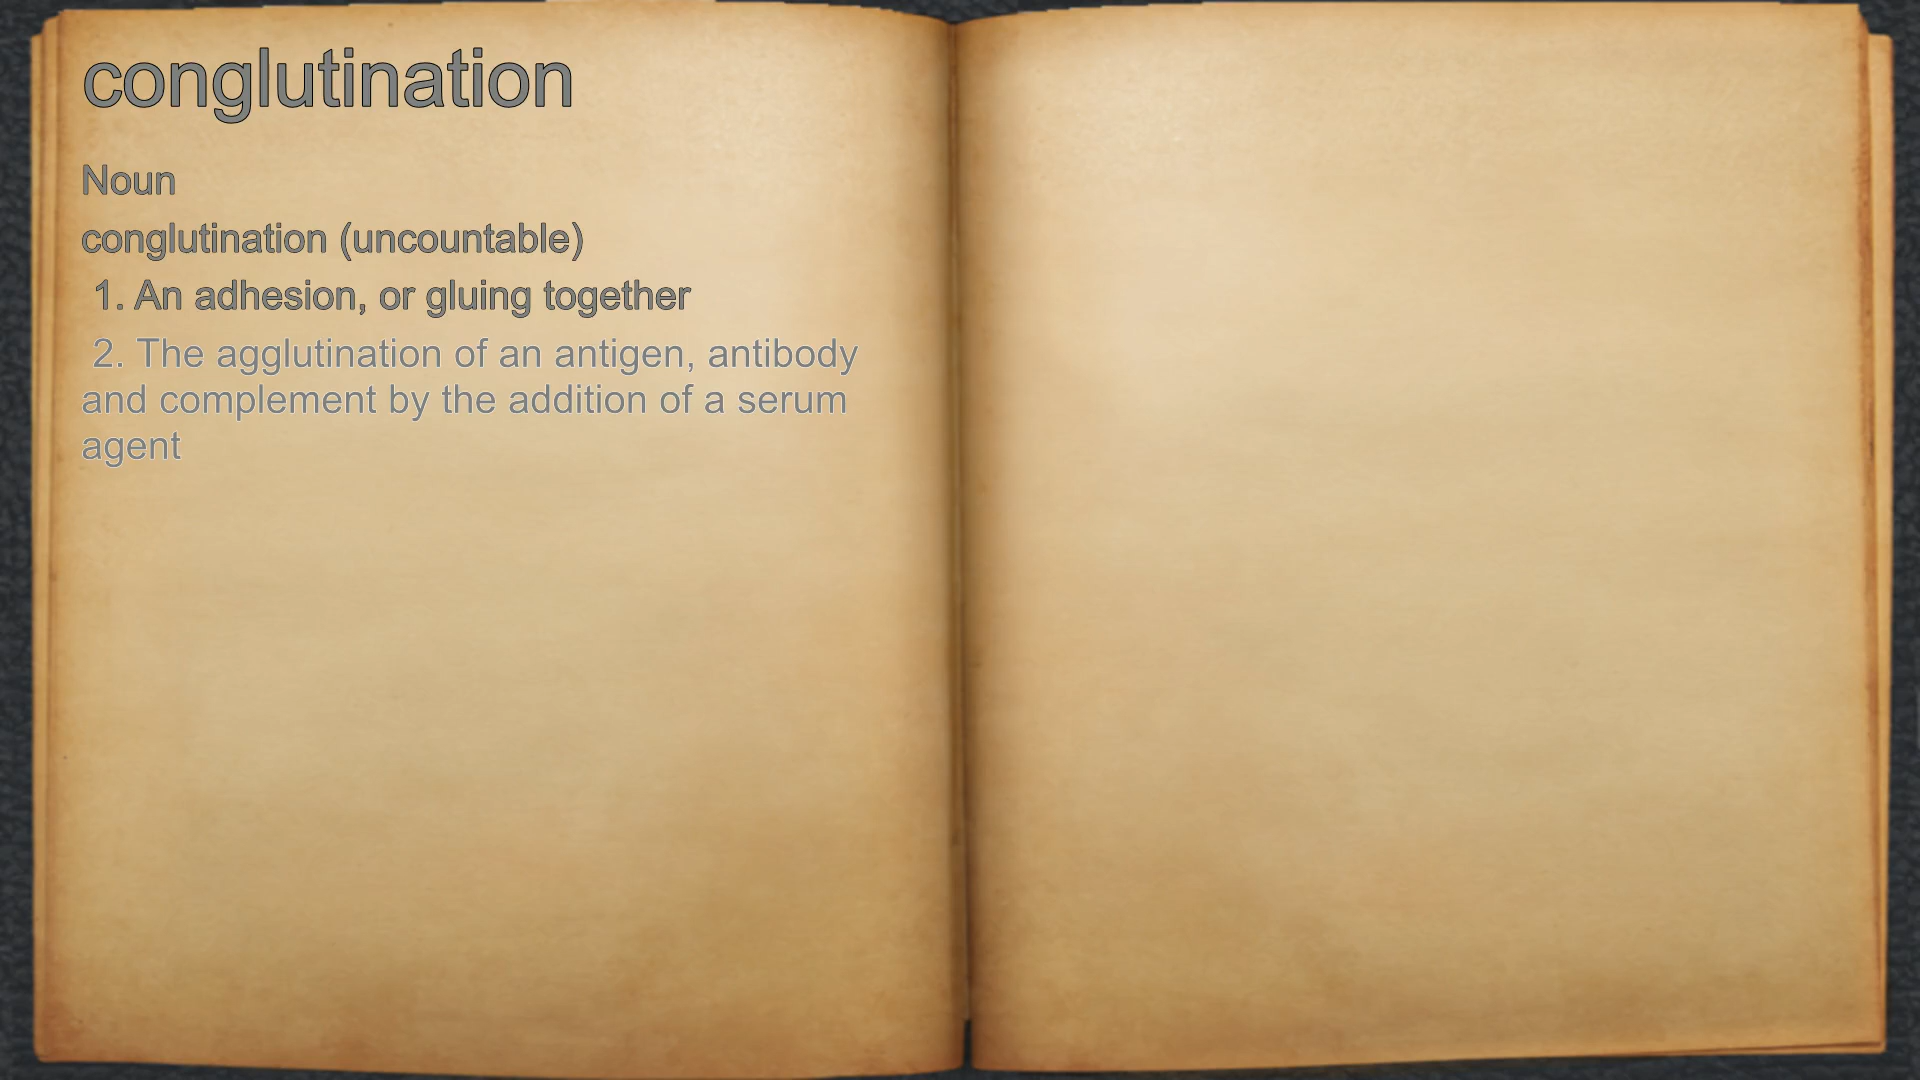 conglutination
Noun
conglutination (uncountable)
1. An adhesion, or gluing together
2. The agglutination of an antigen, antibody
and complement by the addition of a serum
agent